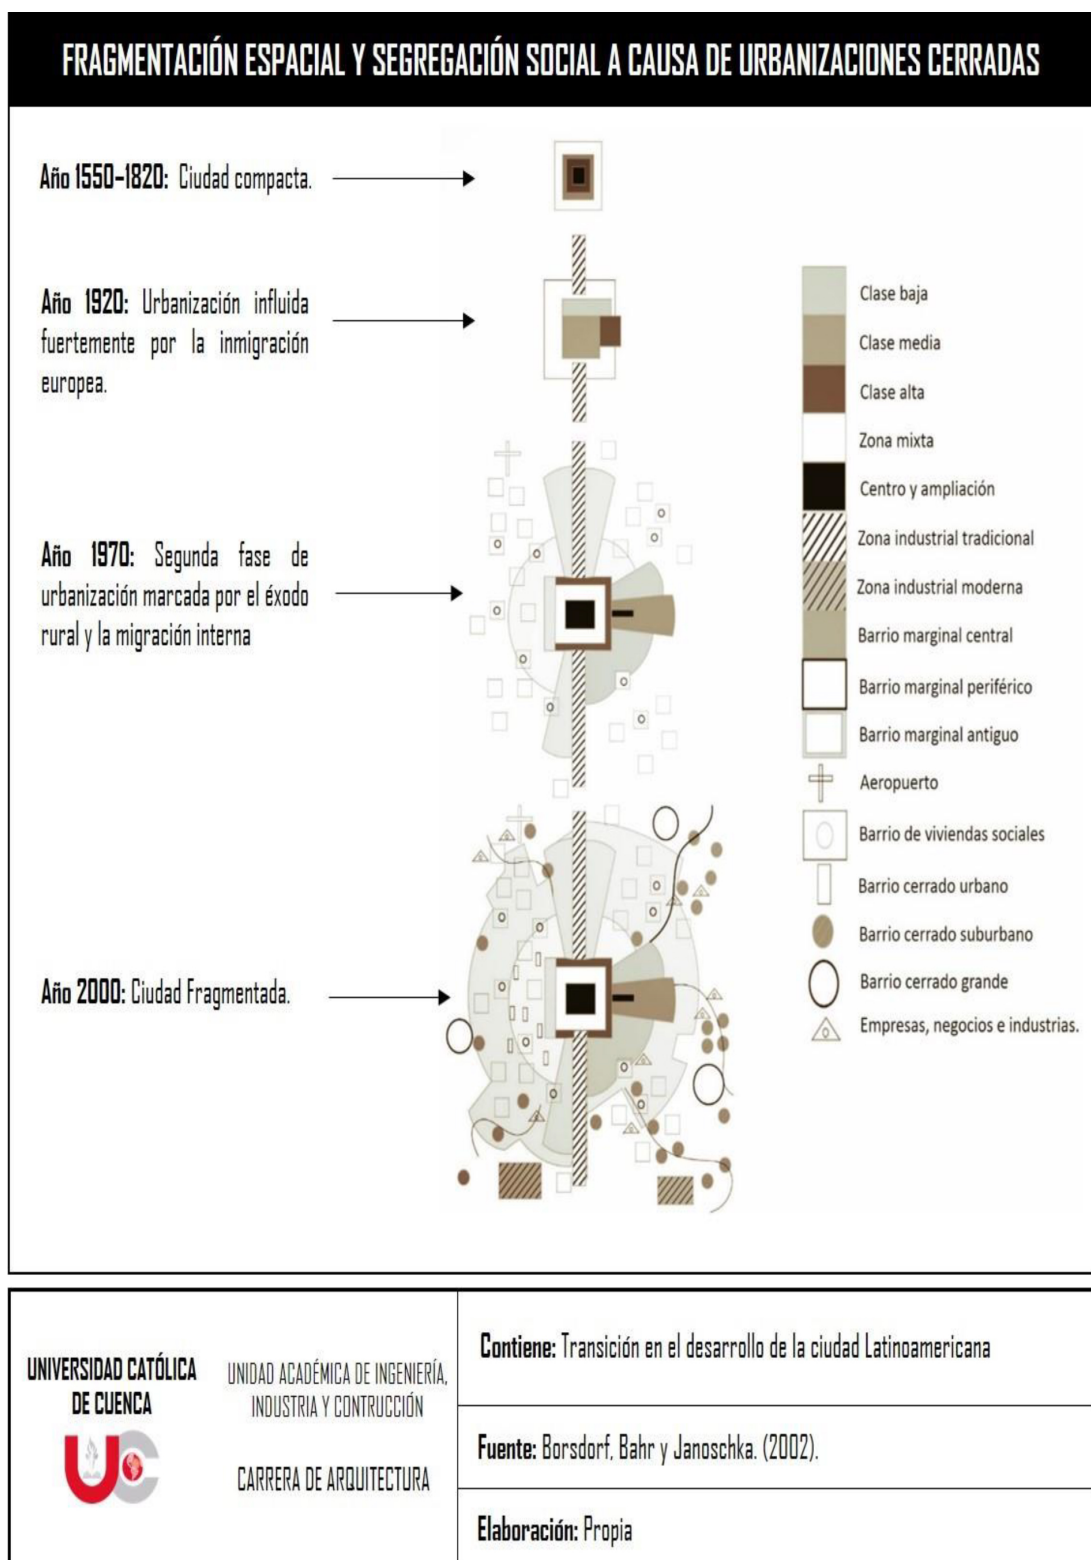 FRAGMENTACIÓN ESPACIAL Y SEGREGACIÓN SOCIAL A CAUSA DE URBANIZACIONES CERRADAS
Año 1550-1820: Ciudad compacta.
Año 1920: Urbanización influida
fuertemente por la inmigración
europea.
Año 1970: Segunda fase de
urbanización marcada por el éxodo
rural y la migración interna
Año 2000: Ciudad Fragmentada.
Clase baja
Clase media
Clase alta
Zona mixta
Centro y ampliación
Zona industrial tradicional
Zona industrial moderna
Barrio marginal central
Barrio marginal periférico
Barrio marginal antiguo
Aeropuerto
Barrio de viviendas sociales
Barrio cerrado urbano
Barrio cerrado suburbano
Barrio cerrado grande
Empresas, negocios e industrias.
UNIVERSIDAD CATÓLICA
DE CUENCA
UC
UNIDAD ACADÉMICA DE INGENIERÍA,
INDUSTRIA Y CONTRUCCIÓN
CARRERA DE ARQUITECTURA
Contiene: Transición en el desarrollo de la ciudad Latinoamericana
Fuente: Borsdorf, Bahr y Janoschka. (2002).
Elaboración: Propia